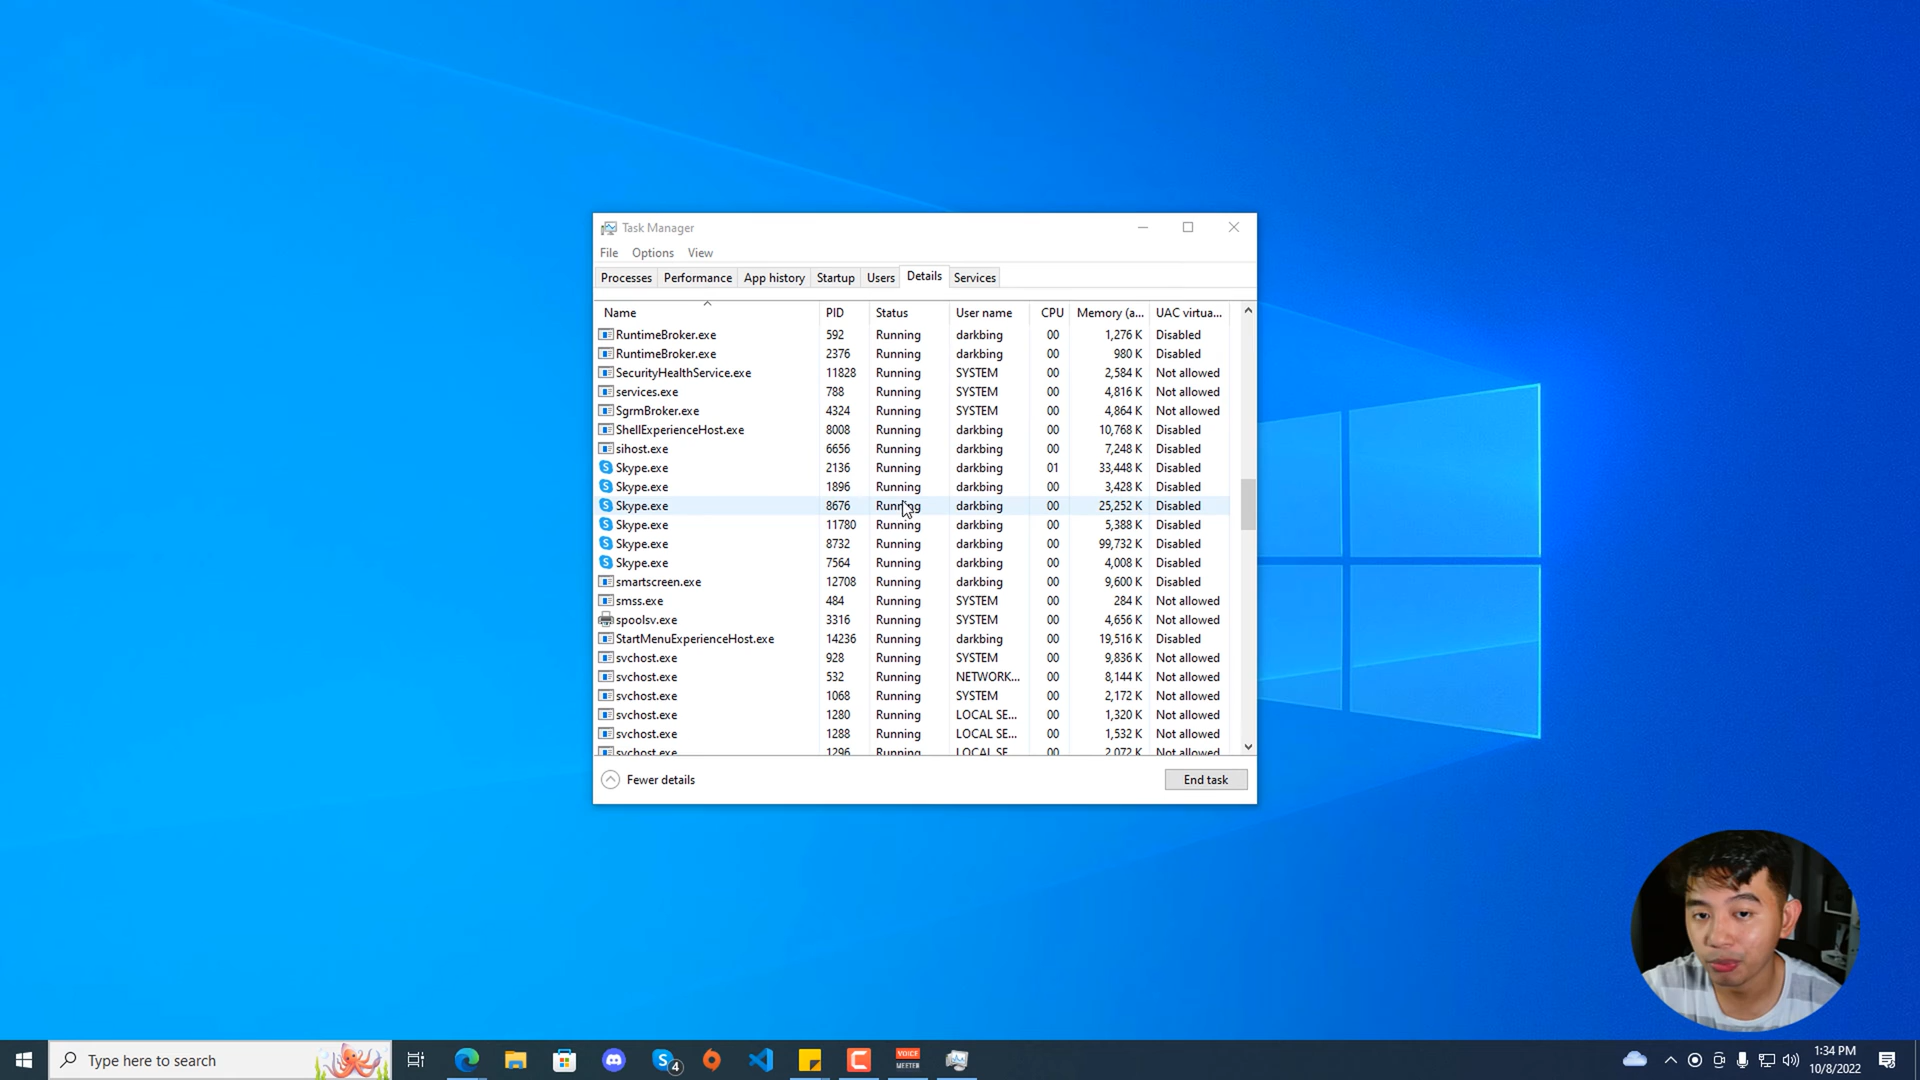 Task Manager
File Options View
Processes Performance App history Startup Users Details Services
Name PID Status User name CPU Memory (a... UAC virtua...
RuntimeBroker.exe 592 Running darkbing 00 1,276 K Disabled
RuntimeBroker.exe 2376 Running darkbing 00 980 K Disabled
SecurityHealthService.exe 11828 Running SYSTEM 00 2,584 K Not allowed
services.exe 788 Running SYSTEM 00 4,816 K Not allowed
SgrmBroker.exe 4324 Running SYSTEM 00 4,864 K Not allowed
ShellExperienceHost.exe 8008 Running darkbing 00 10,768 K Disabled
sihost.exe 6656 Running darkbing 00 7,248 K Disabled
Skype.exe 2136 Running darkbing 01 33,448 K Disabled
Skype.exe 1896 Running darkbing 00 3,428 K Disabled
Skype.exe 8676 Running darkbing 00 25,252 K Disabled
Skype.exe 11780 Running darkbing 00 5,388 K Disabled
Skype.exe 8732 Running darkbing 00 99,732 K Disabled
Skype.exe 7564 Running darkbing 00 4,008 K Disabled
smartscreen.exe 12708 Running darkbing 00 9,600 K Disabled
smss.exe 484 Running SYSTEM 00 284 K Not allowed
spoolsv.exe 3316 Running SYSTEM 00 4,656 K Not allowed
StartMenuExperienceHost.exe 14236 Running darkbing 00 19,516 K Disabled
svchost.exe 928 Running SYSTEM 00 9,836 K Not allowed
svchost.exe 532 Running NETWORK... 00 8,144 K Not allowed
svchost.exe 1068 Running SYSTEM 00 2,172 K Not allowed
svchost.exe 1280 Running LOCAL SE... 00 1,320 K Not allowed
svchost.exe 1288 Running LOCAL SE... 00 1,532 K Not allowed
svchost.exe 1296 Running LOCAL SE 00 2,072 K Not allowed
Fewer details End task
Type here to search
4
VOICE
MEETER
1:34 PM
10/8/2022